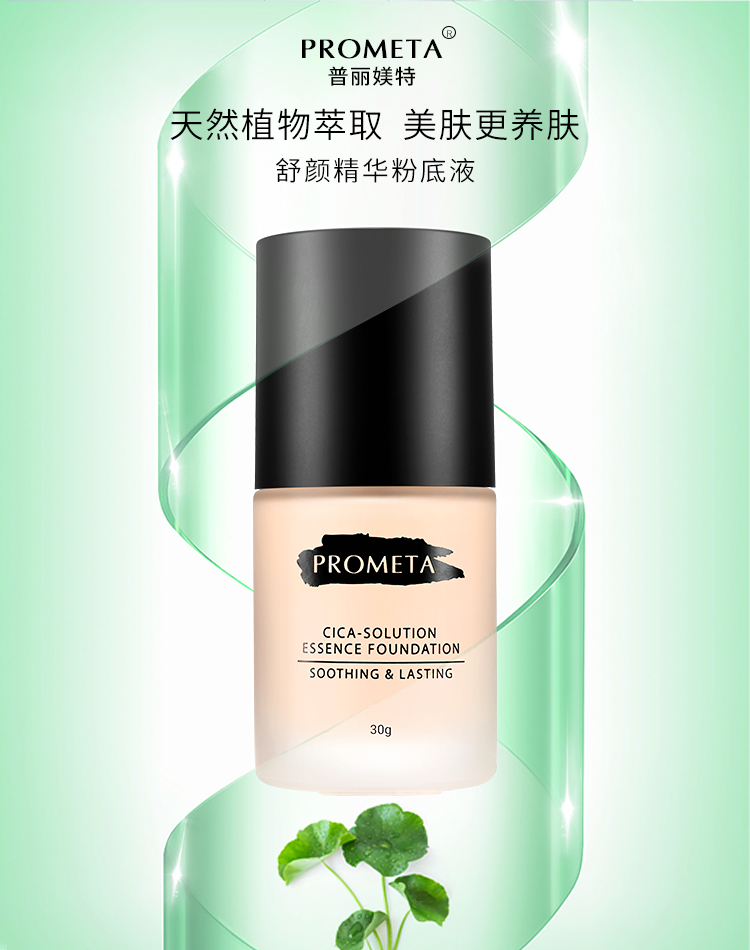 PROMETA®
普丽媄特
天然植物萃取 美肤更养肤
舒颜精华粉底液
PROMETA
CICA-SOLUTION
ESSENCE FOUNDATION
SOOTHING & LASTING
30g